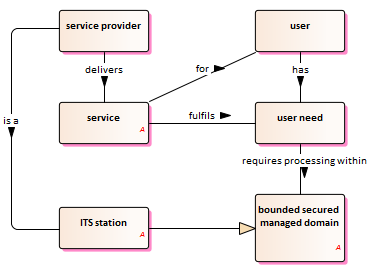 service provider
user
delivers
for
has
is a
service
A
fulfils
user need
requires processing within
ITS station
A
bounded secured
managed domain
A